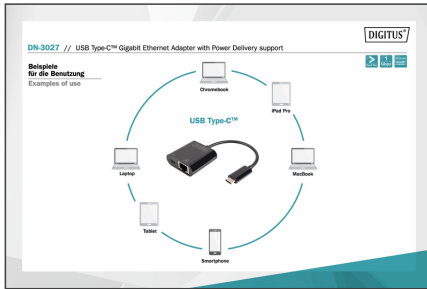 DIGITUS®
DN-3027 // USB Type-C™ Gigabit Ethernet Adapter with Power Delivery support
Beispiele
für die Benutzung
Examples of use
Chromebook
iPad Pro
USB Type-C™
Laptop
MacBook
Tablet
Smartphone